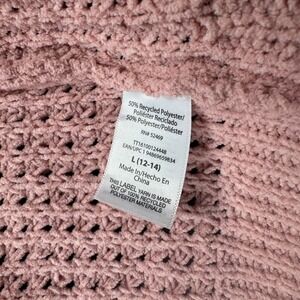 50% Recycled Polyester/
Poliéster Reciclado
50% Polyester/Poliéster
RN# 52469
TT16100124448
EAN/UPC 1 94869659834
L (12-14)
Made In/Hecho En
China
THIS LABEL YARN IS MADE
OUT OF 100% RECYCLED
POLYESTER MATERIALS